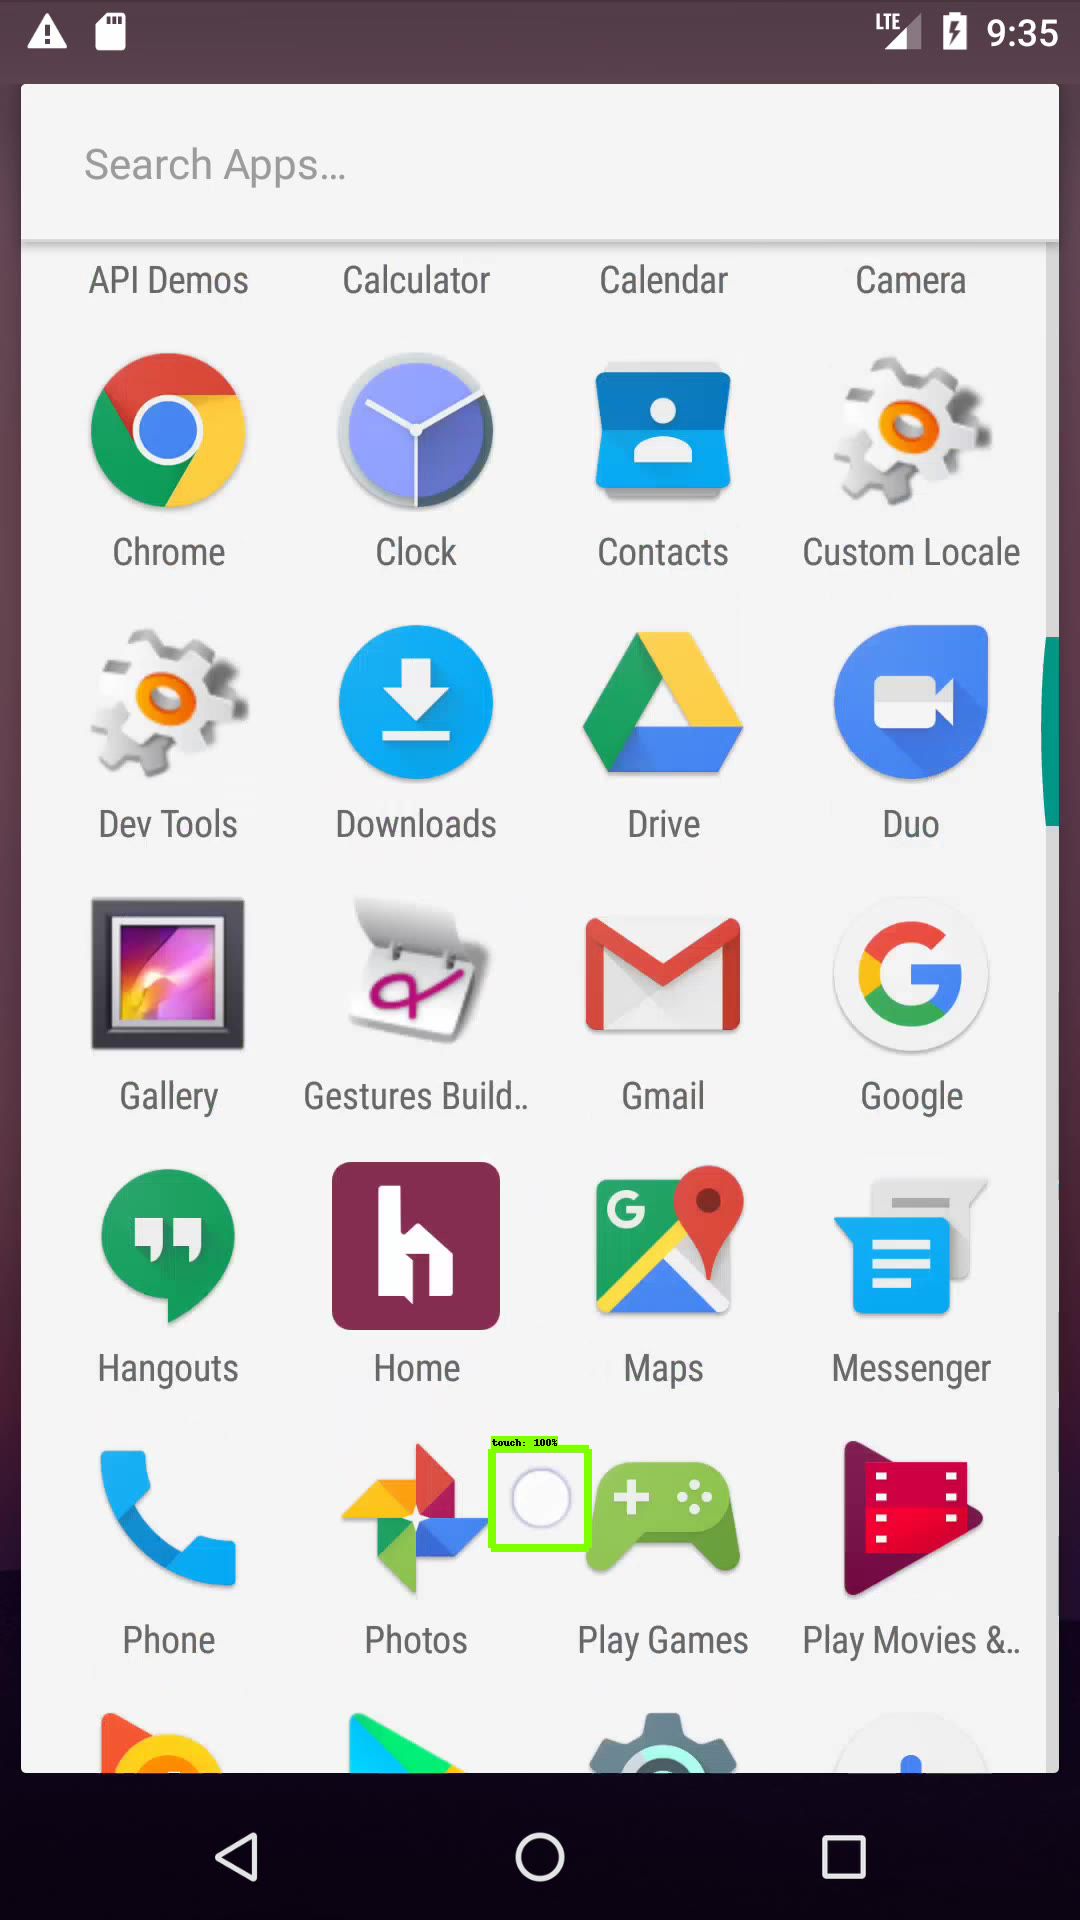 LTE 9:35
Search Apps...
API Demos Calculator Calendar Camera
Chrome Clock Contacts Custom Locale
Dev Tools Downloads Drive Duo
Gallery Gestures Build.. Gmail Google
Hangouts Home Maps Messenger
touch: 100%
Phone Photos Play Games Play Movies &..